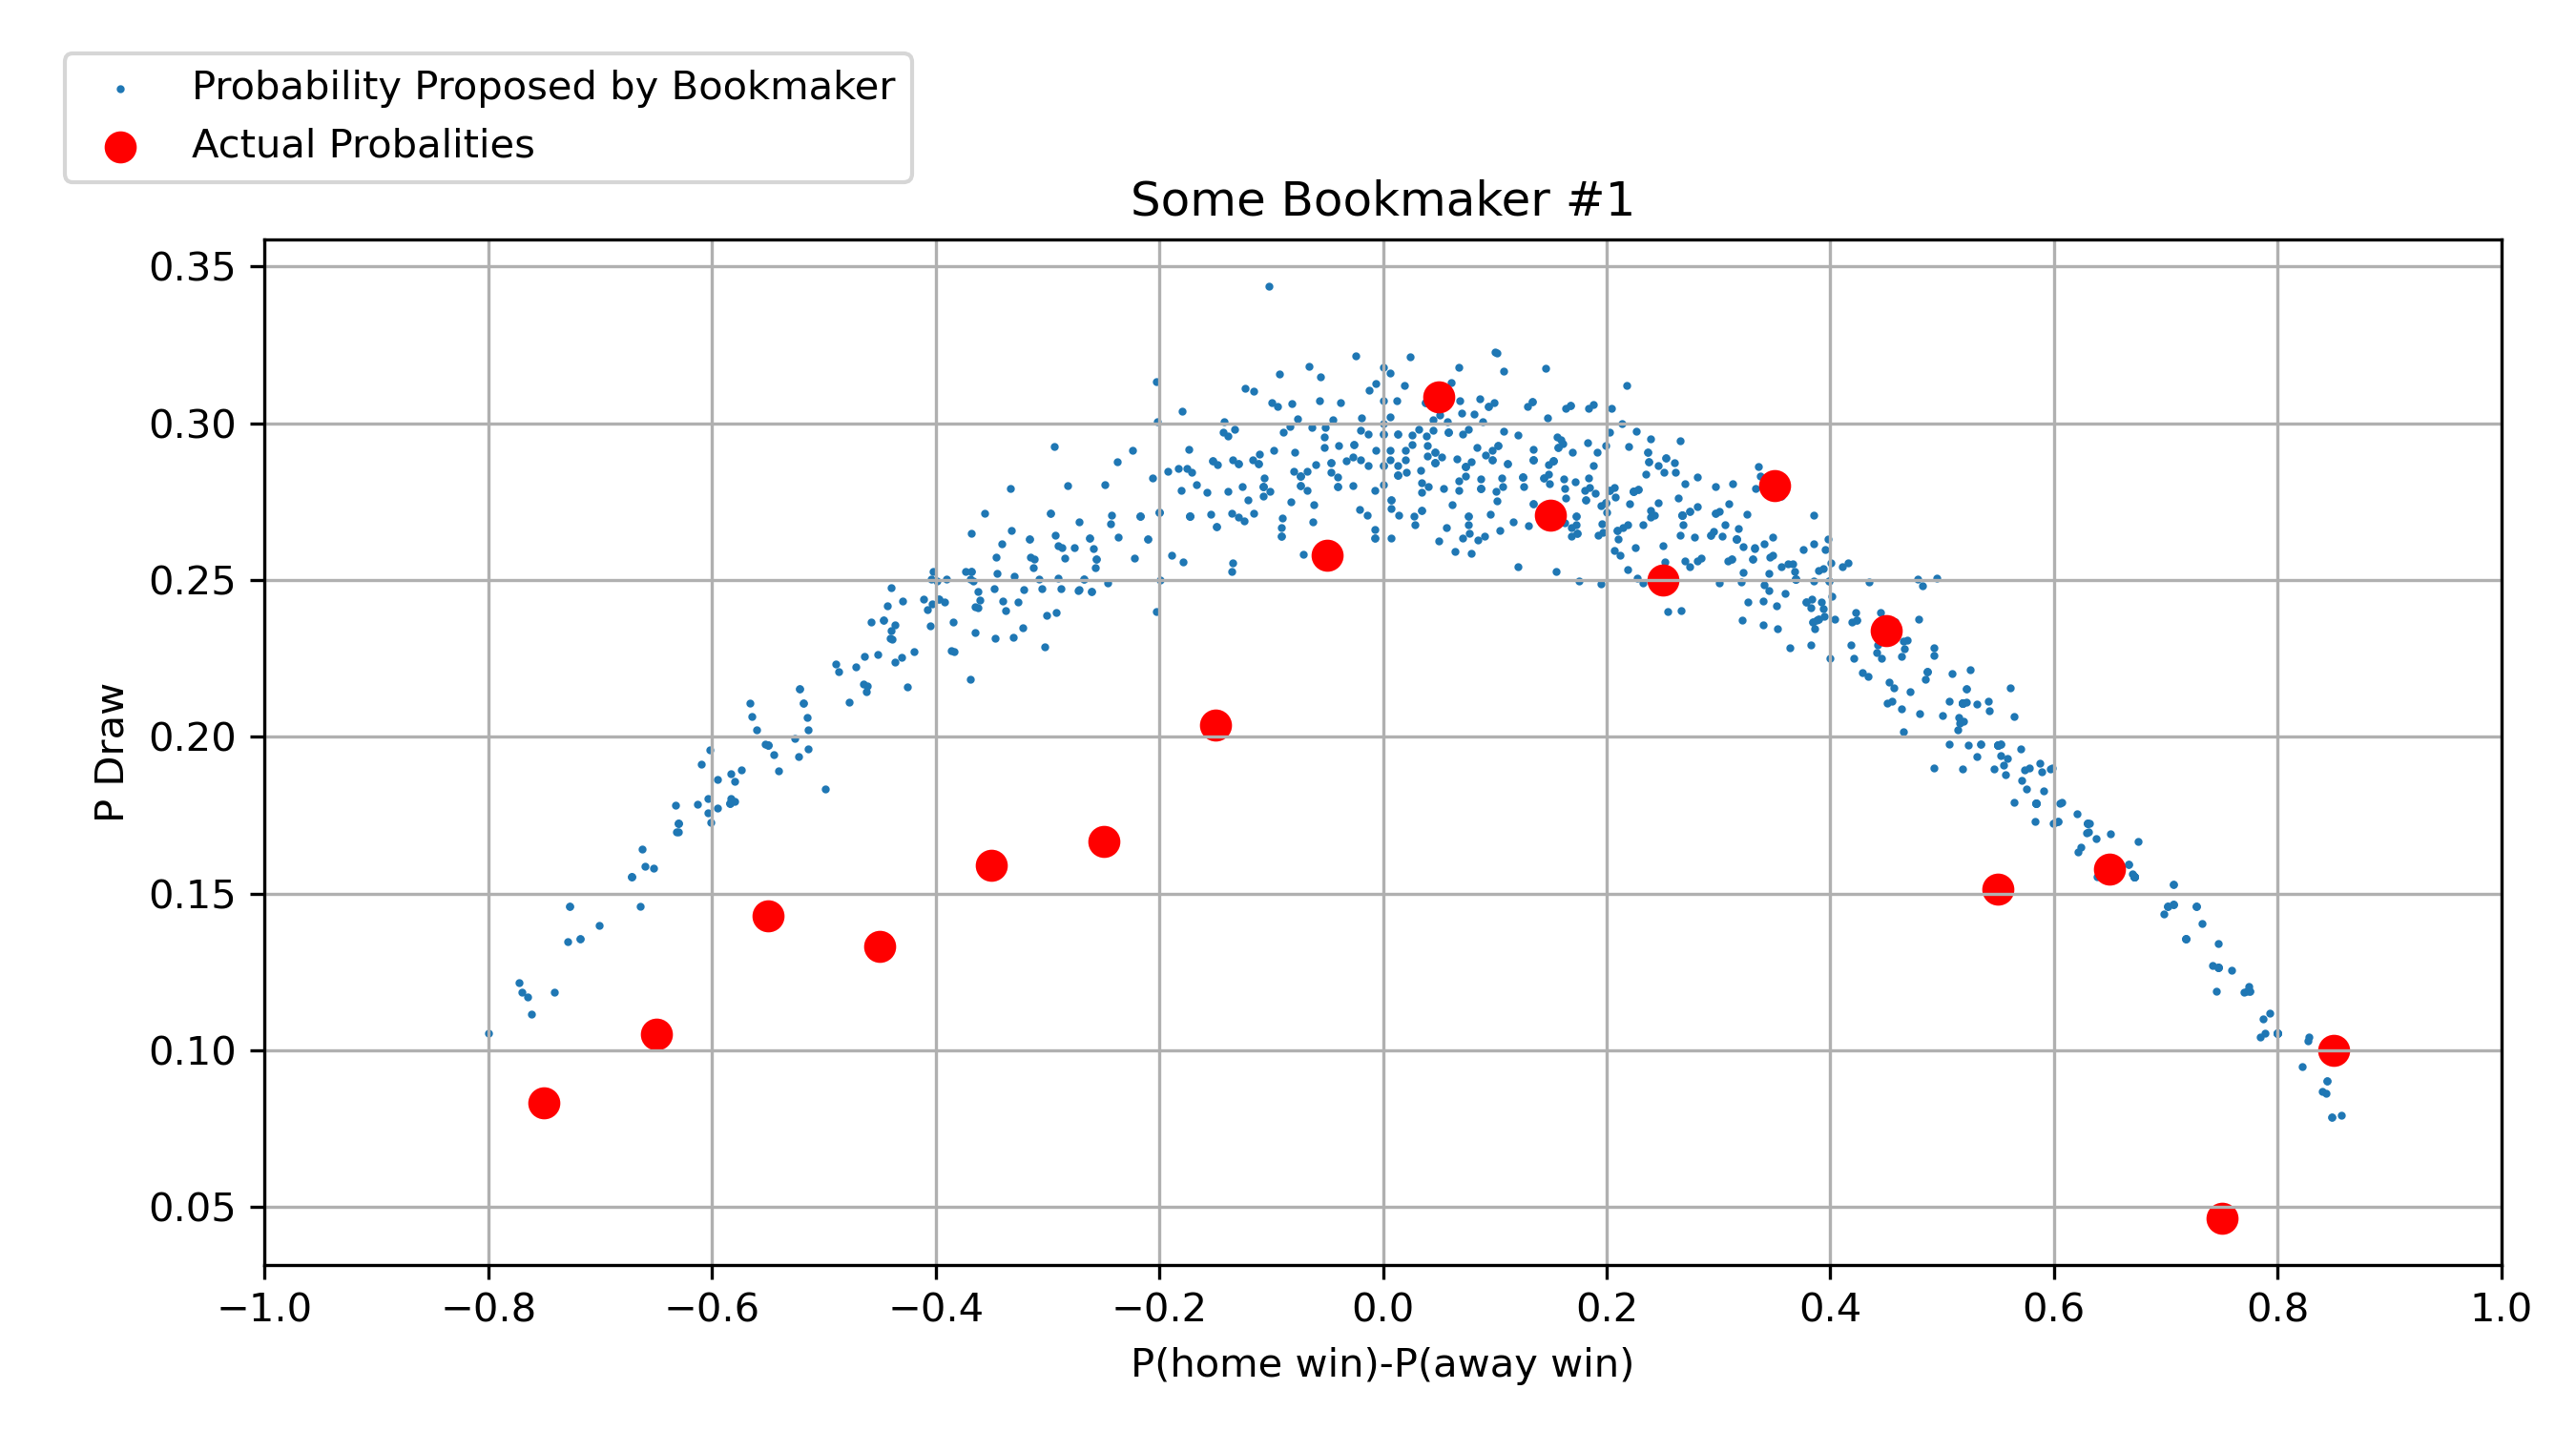 Probability Proposed by Bookmaker
Actual Probalities
Some Bookmaker #1
0.35
0.30
0.25
0.20
0.15
0.10
0.05
P Draw
−1.0 −0.8 −0.6 −0.4 −0.2 0.0 0.2 0.4 0.6 0.8 1.0
P(home win)-P(away win)